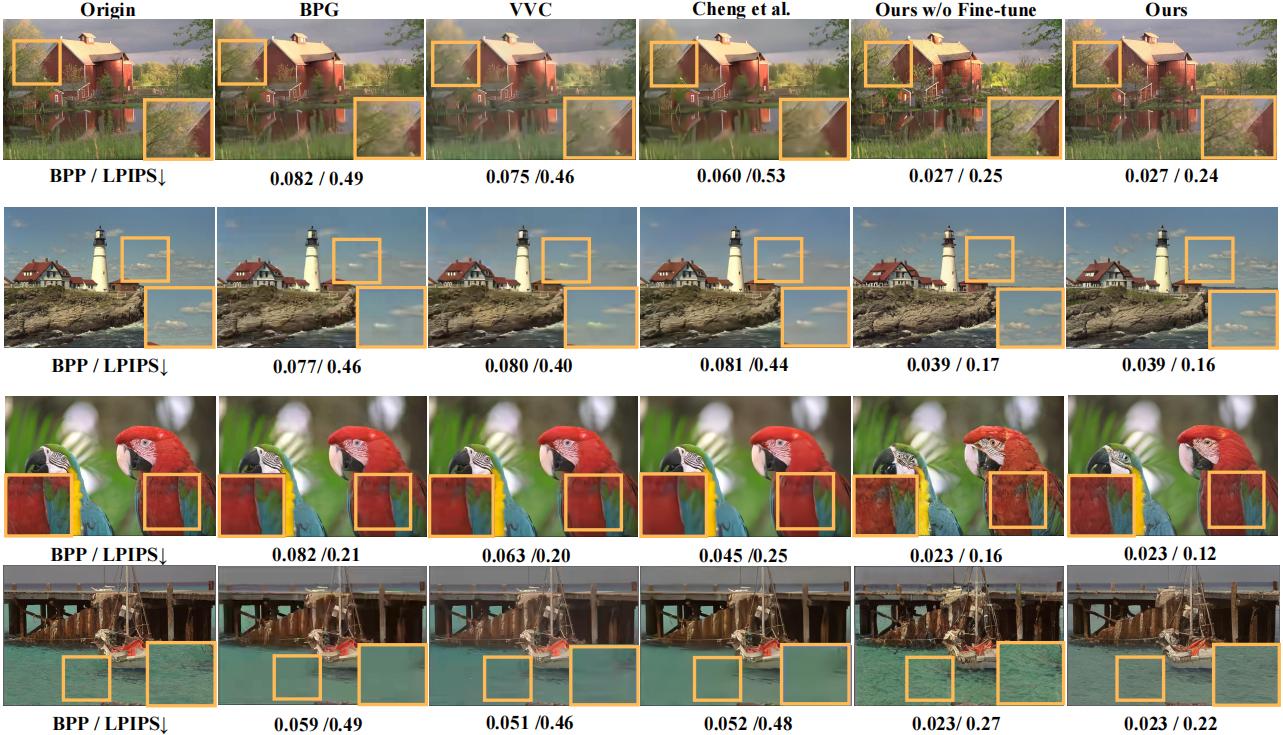 Origin BPG VVC Cheng et al. Ours w/o Fine-tune Ours
BPP / LPIPS↓ 0.082 / 0.49 0.075 /0.46 0.060 /0.53 0.027 / 0.25 0.027 / 0.24
BPP / LPIPS↓ 0.077/ 0.46 0.080 /0.40 0.081 /0.44 0.039 / 0.17 0.039 / 0.16
BPP / LPIPS↓ 0.082 /0.21 0.063 /0.20 0.045 /0.25 0.023 / 0.16 0.023 / 0.12
BPP / LPIPS↓ 0.059 /0.49 0.051 /0.46 0.052 /0.48 0.023/ 0.27 0.023 / 0.22